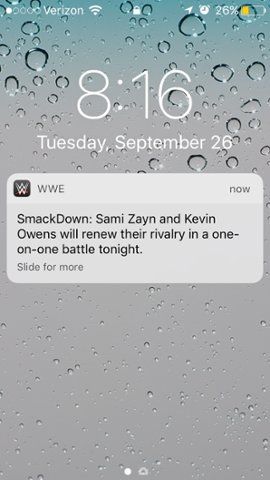 Verizon 26%
8:16
Tuesday, September 26
WWE now
SmackDown: Sami Zayn and Kevin
Owens will renew their rivalry in a one-
on-one battle tonight.
Slide for more